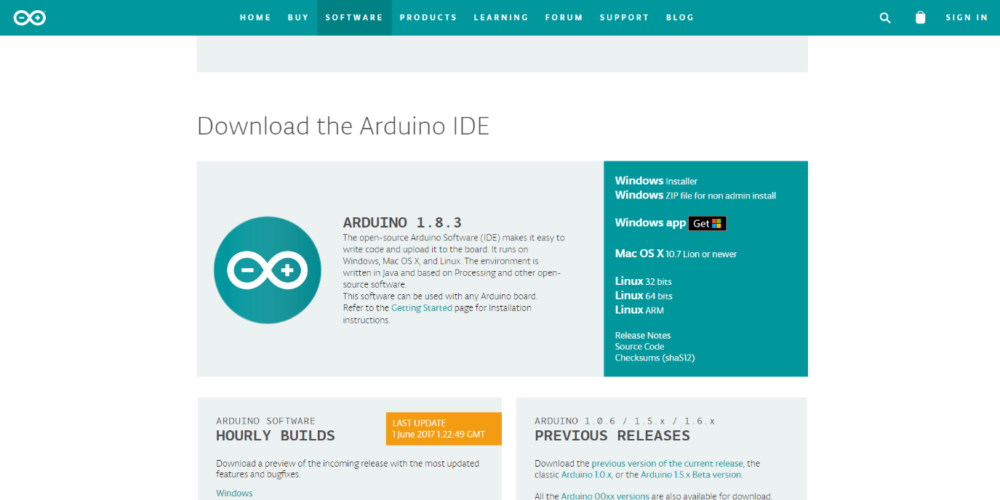 HOME BUY SOFTWARE PRODUCTS LEARNING FORUM SUPPORT BLOG SIGN IN
Download the Arduino IDE
ARDUINO 1.8.3
The open-source Arduino Software (IDE) makes it easy to
write code and upload it to the board. It runs on
Windows, Mac OS X, and Linux. The environment is
written in Java and based on Processing and other open-
source software.
This software can be used with any Arduino board.
Refer to the Getting Started page for Installation
instructions.
Windows Installer
Windows ZIP file for non admin install
Windows app Get
Mac OS X 10.7 Lion or newer
Linux 32 bits
Linux 64 bits
Linux ARM
Release Notes
Source Code
Checksums (sha512)
ARDUINO SOFTWARE
HOURLY BUILDS
LAST UPDATE
1 June 2017 1:22:49 GMT
Download a preview of the incoming release with the most updated
features and bugfixes.
Windows
ARDUINO 1.0.6 / 1.5.x / 1.6.x
PREVIOUS RELEASES
Download the previous version of the current release, the
classic Arduino 1.0.x, or the Arduino 1.5.x Beta version.
All the Arduino 00xx versions are also available for download.